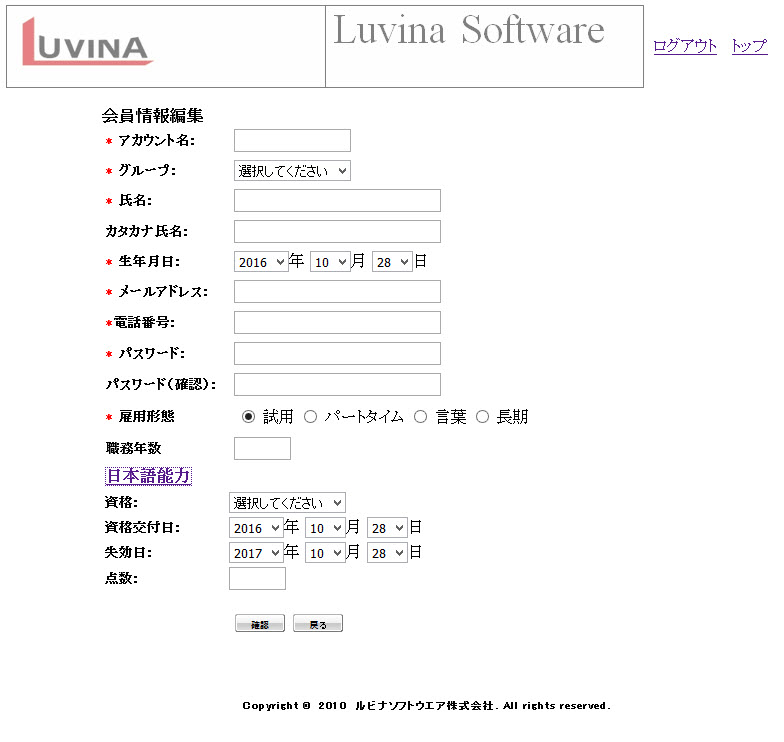 LUVINA
Luvina Software
ログアウト トップ
会員情報編集
* アカウント名:
* グループ: 選択してください
* 氏名:
カタカナ氏名:
* 生年月日: 2016 年 10 月 28 日
* メールアドレス:
*電話番号:
* パスワード:
パスワード(確認):
* 雇用形態 試用 パートタイム 言葉 長期
職務年数
日本語能力
資格: 選択してください
資格交付日: 2016 年 10 月 28 日
失効日: 2017 年 10 月 28 日
点数:
確認 戻る
Copyright © 2010 ルビナソフトウエア株式会社. All rights reserved.